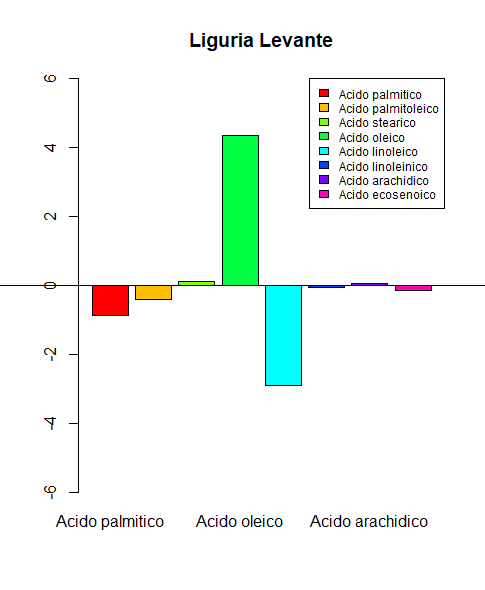 Liguria Levante
6
4
2
0
-2
-4
-6
Acido palmitico
Acido palmitoleico
Acido stearico
Acido oleico
Acido linoleico
Acido linoleinico
Acido arachidico
Acido ecosenoico
Acido palmitico Acido oleico Acido arachidico